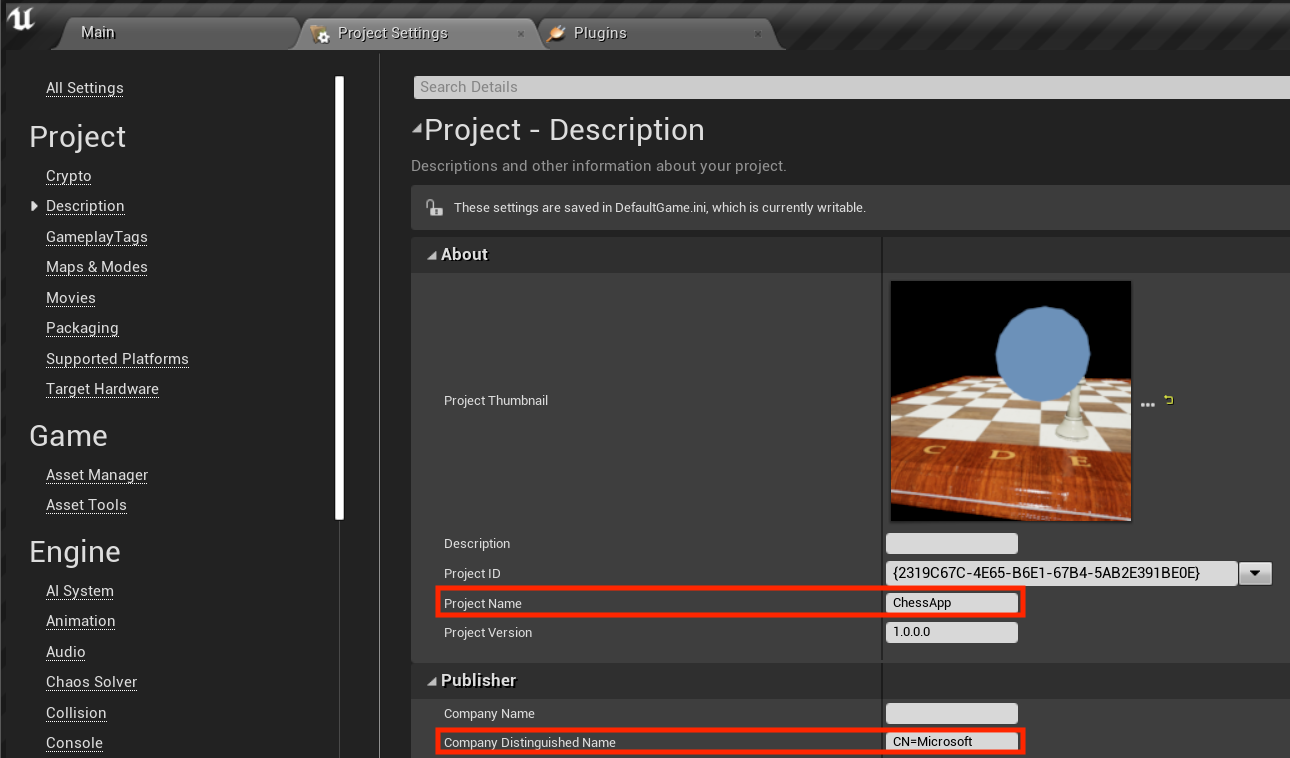 Main
Project Settings
Plugins
All Settings
Project
Crypto
Description
GameplayTags
Maps & Modes
Movies
Packaging
Supported Platforms
Target Hardware
Game
Asset Manager
Asset Tools
Engine
AI System
Animation
Audio
Chaos Solver
Collision
Console
Search Details
Project - Description
Descriptions and other information about your project.
These settings are saved in DefaultGame.ini, which is currently writable.
About
Project Thumbnail
C D E
Description
Project ID {2319C67C-4E65-B6E1-67B4-5AB2E391BE0E}
Project Name ChessApp
Project Version 1.0.0.0
Publisher
Company Name
Company Distinguished Name CN=Microsoft